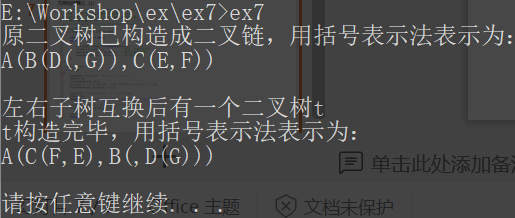 E:\Workshop\ex\ex7>ex7
原二叉树已构造成二叉链，用括号表示法表示为：
A(B(D(,G)),C(E,F))
左右子树互换后有一个二叉树t
t构造完毕，用括号表示法表示为：
A(C(F,E),B(,D(G)))
单击此处添加备
请按任意键继续. . .
ffice 主题
文档未保护